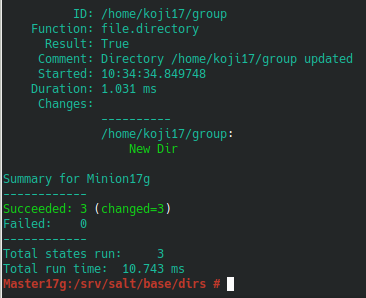 ID: /home/koji17/group
Function: file.directory
Result: True
Comment: Directory /home/koji17/group updated
Started: 10:34:34.849748
Duration: 1.031 ms
Changes:
----------
/home/koji17/group:
New Dir
Summary for Minion17g
------------
Succeeded: 3 (changed=3)
Failed: 0
------------
Total states run: 3
Total run time: 10.743 ms
Master17g:/srv/salt/base/dirs #